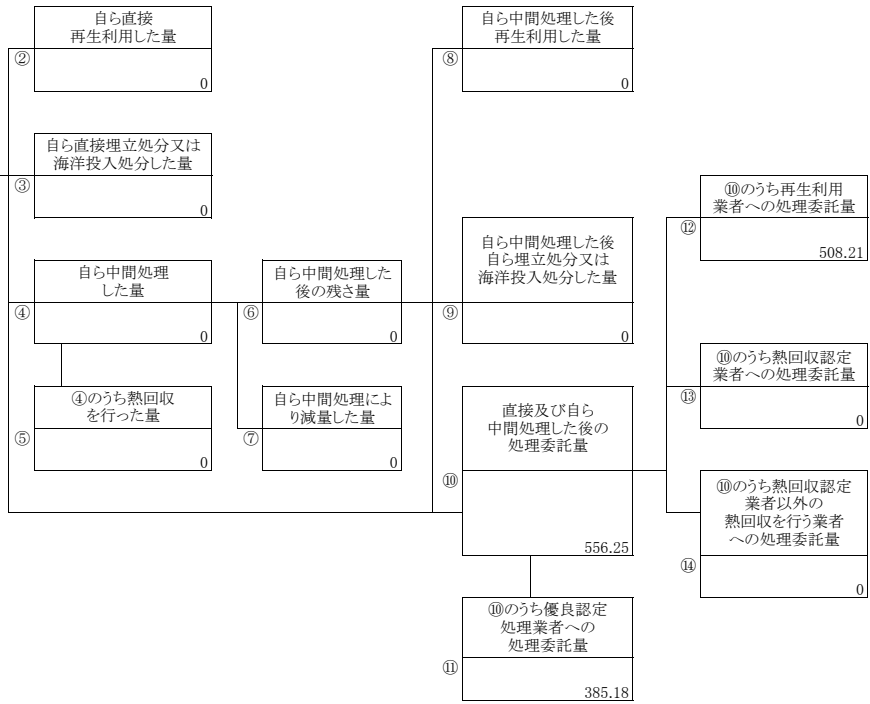 自ら直接
再生利用した量
②
0
自ら直接埋立処分又は
海洋投入処分した量
③
0
自ら中間処理
した量
④
0
④のうち熱回収
を行った量
⑤
0
自ら中間処理した
後の残さ量
⑥
0
自ら中間処理によ
り減量した量
⑦
0
自ら中間処理した後
再生利用した量
⑧
0
自ら中間処理した後
自ら埋立処分又は
海洋投入処分した量
⑨
0
直接及び自ら
中間処理した後の
処理委託量
⑩
556.25
⑩のうち優良認定
処理業者への
処理委託量
⑪
385.18
⑩のうち再生利用
業者への処理委託量
⑫
508.21
⑩のうち熱回収認定
業者への処理委託量
⑬
0
⑩のうち熱回収認定
業者以外の
熱回収を行う業者
への処理委託量
⑭
0